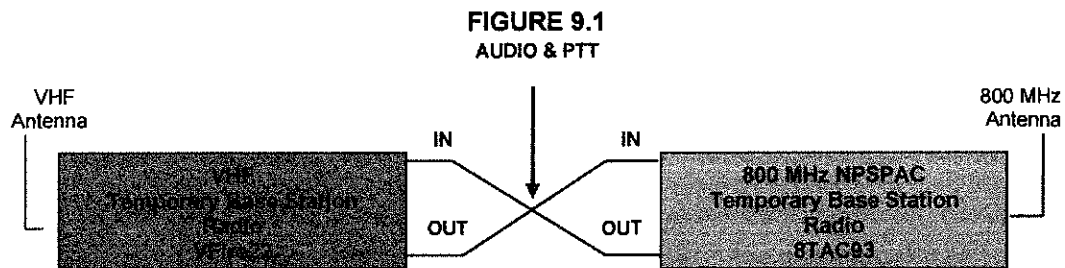 FIGURE 9.1
AUDIO & PTT
VHF
Antenna
800 MHz
Antenna
IN
IN
OUT
OUT
VHF
Temporary Base Station
Radio
800 MHz NPSPAC
Temporary Base Station
Radio
8TAC93